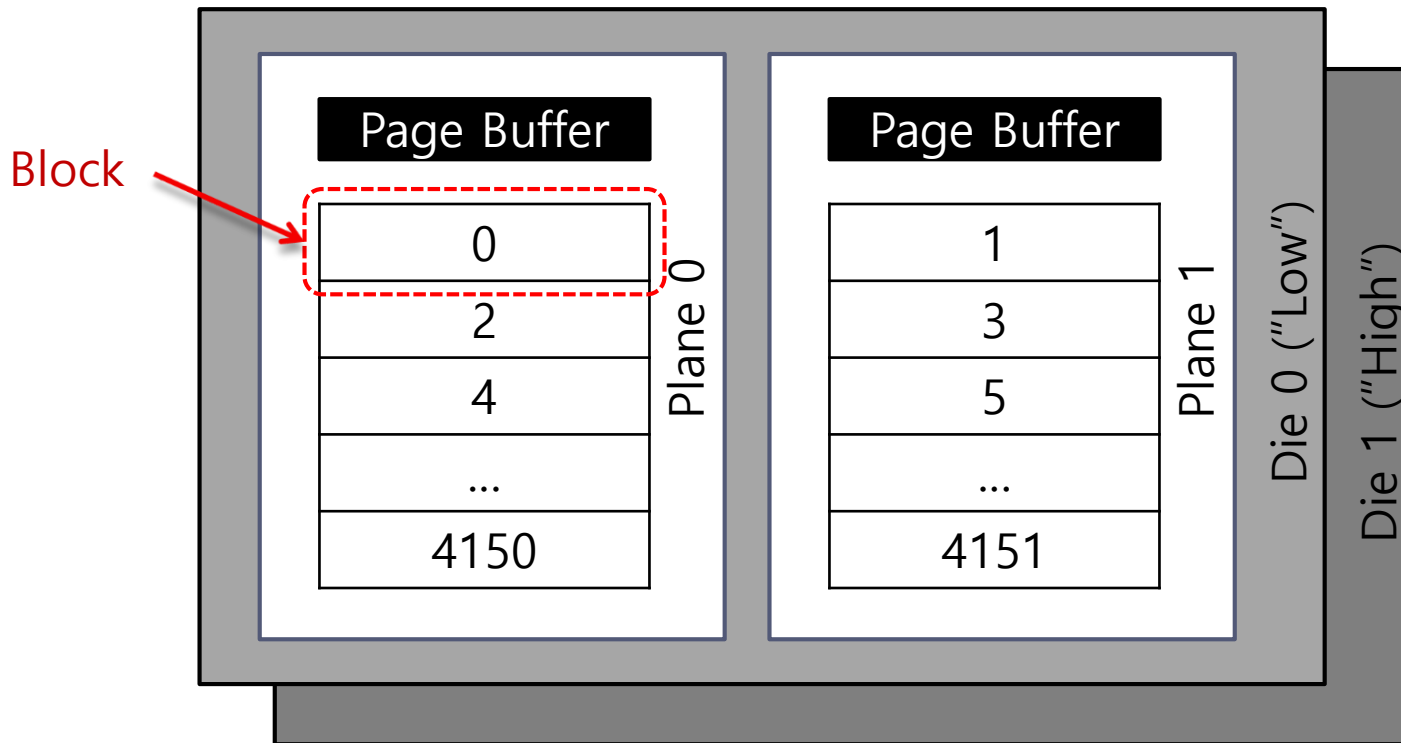 Block
Page Buffer
0
2
4
...
4150
Plane 0
Page Buffer
1
3
5
...
4151
Plane 1
Die 0 ("Low")
Die 1 ("High")